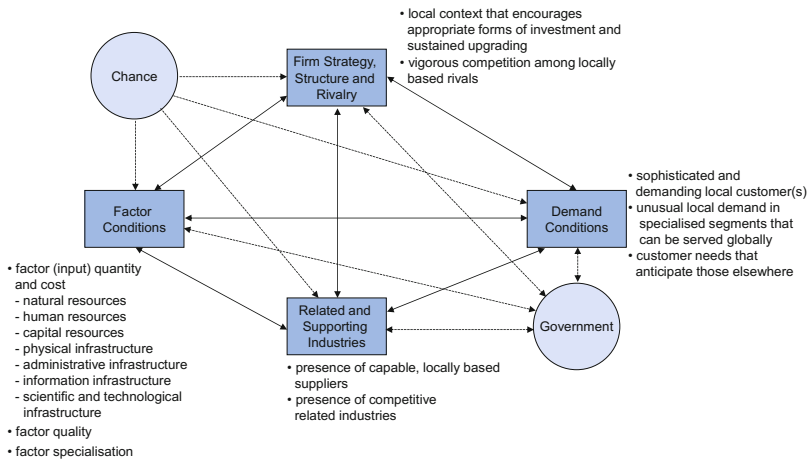 • local context that encourages
appropriate forms of investment and
sustained upgrading
• vigorous competition among locally
based rivals
Chance
Firm Strategy,
Structure and
Rivalry
Factor
Conditions
Demand
Conditions
• sophisticated and
demanding local customer(s)
• unusual local demand in
specialised segments that
can be served globally
• customer needs that
anticipate those elsewhere
• factor (input) quantity
and cost
- natural resources
- human resources
- capital resources
- physical infrastructure
- administrative infrastructure
- information infrastructure
- scientific and technological
infrastructure
• factor quality
• factor specialisation
Related and
Supporting
Industries
Government
• presence of capable, locally based
suppliers
• presence of competitive
related industries